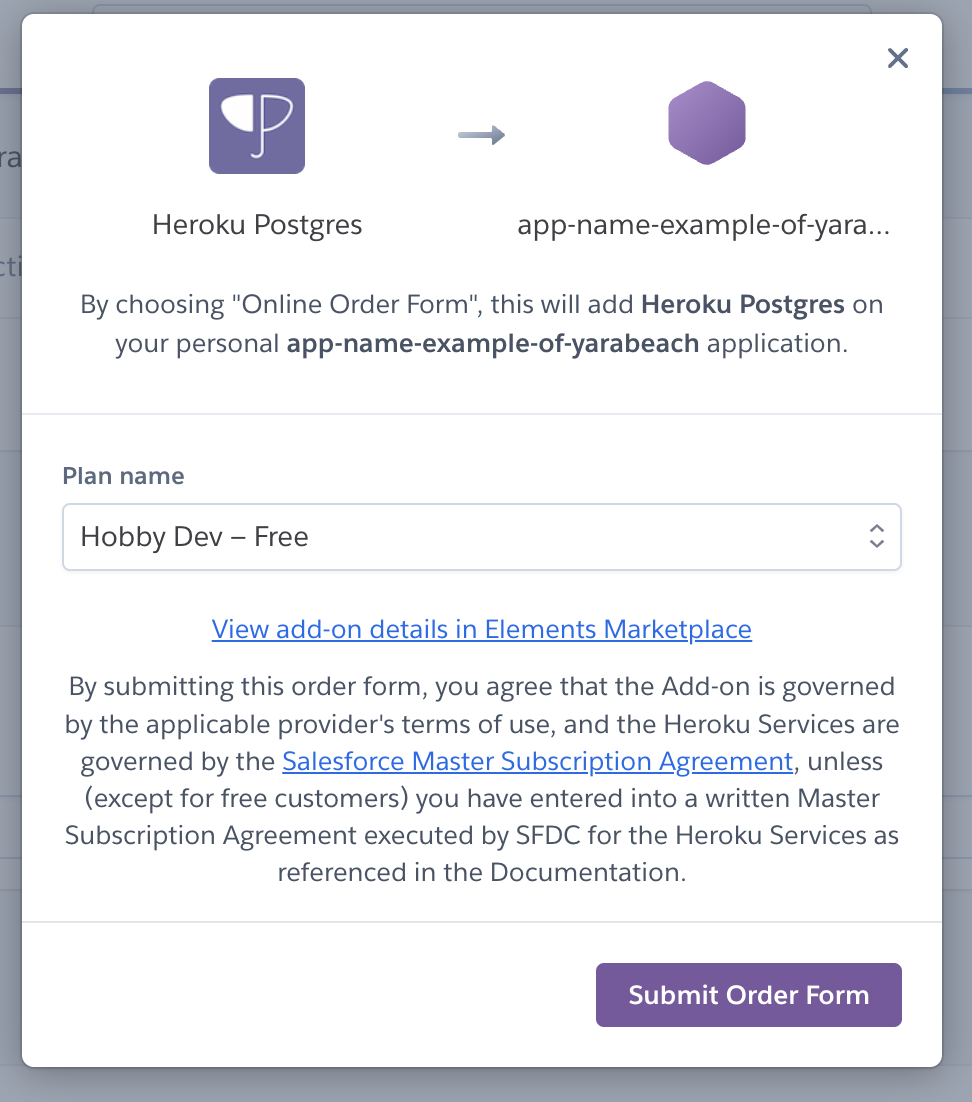 Heroku Postgres
app-name-example-of-yara...
By choosing "Online Order Form", this will add Heroku Postgres on
your personal app-name-example-of-yarabeach application.
Plan name
Hobby Dev – Free
View add-on details in Elements Marketplace
By submitting this order form, you agree that the Add-on is governed
by the applicable provider's terms of use, and the Heroku Services are
governed by the Salesforce Master Subscription Agreement, unless
(except for free customers) you have entered into a written Master
Subscription Agreement executed by SFDC for the Heroku Services as
referenced in the Documentation.
Submit Order Form